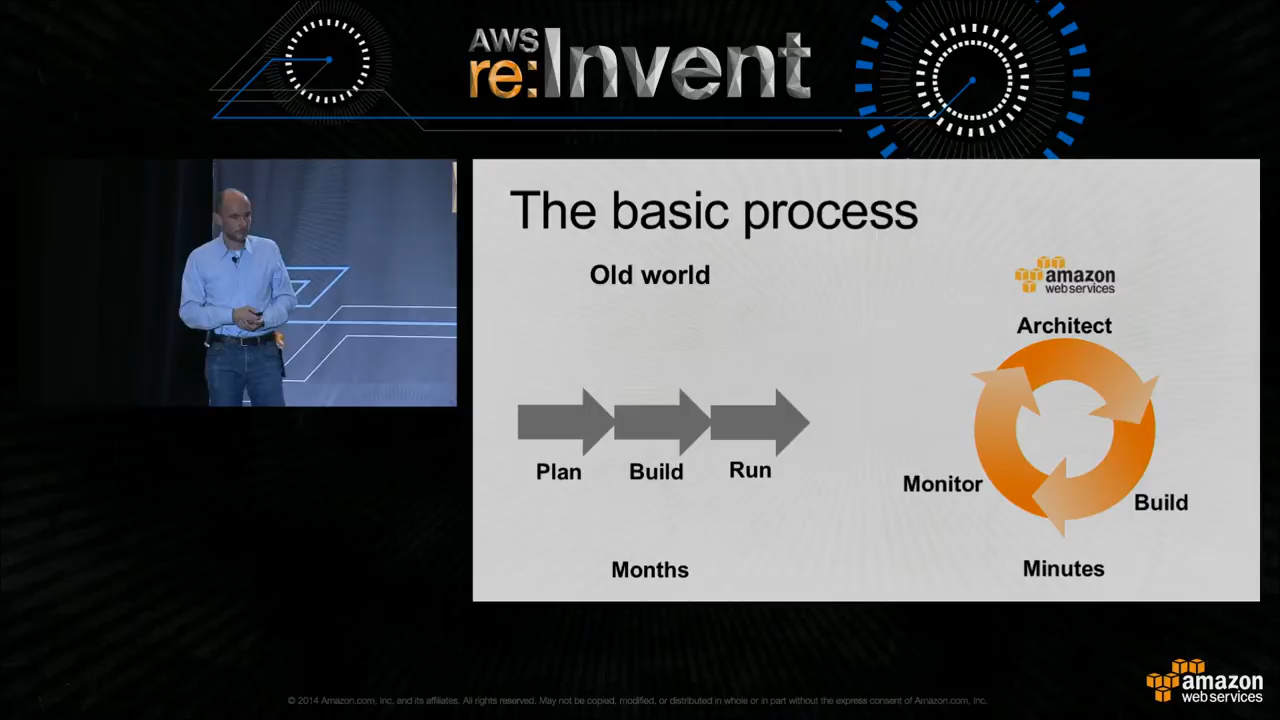 AWS
re:Invent
The basic process
Old world
amazon
web services
Architect
Plan
Build
Run
Monitor
Build
Months
Minutes
amazon
web services
© 2014 Amazon.com, Inc. and its affiliates. All rights reserved. May not be copied, modified, or distributed in whole or in part without the express consent of Amazon.com, Inc.